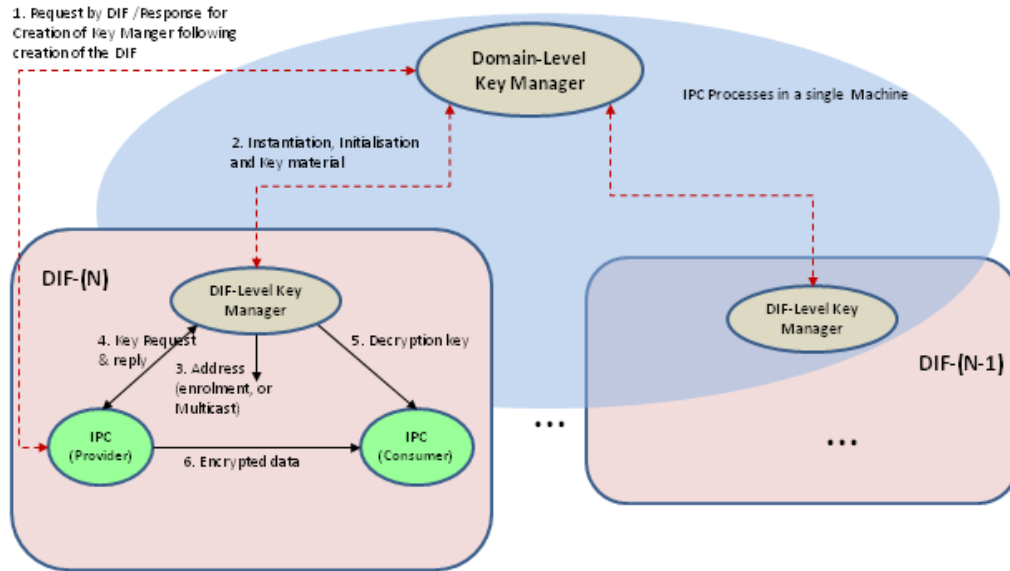 1. Request by DIF /Response for
Creation of Key Manger following
creation of the DIF
Domain-Level
Key Manager
IPC Processes in a single Machine
2. Instantiation, Initialisation
and Key material
DIF-(N)
DIF-Level Key
Manager
4. Key Request
& reply
3. Address
(enrolment, or
Multicast)
5. Decryption key
IPC
(Provider)
6. Encrypted data
IPC
(Consumer)
...
DIF-Level Key
Manager
DIF-(N-1)
...